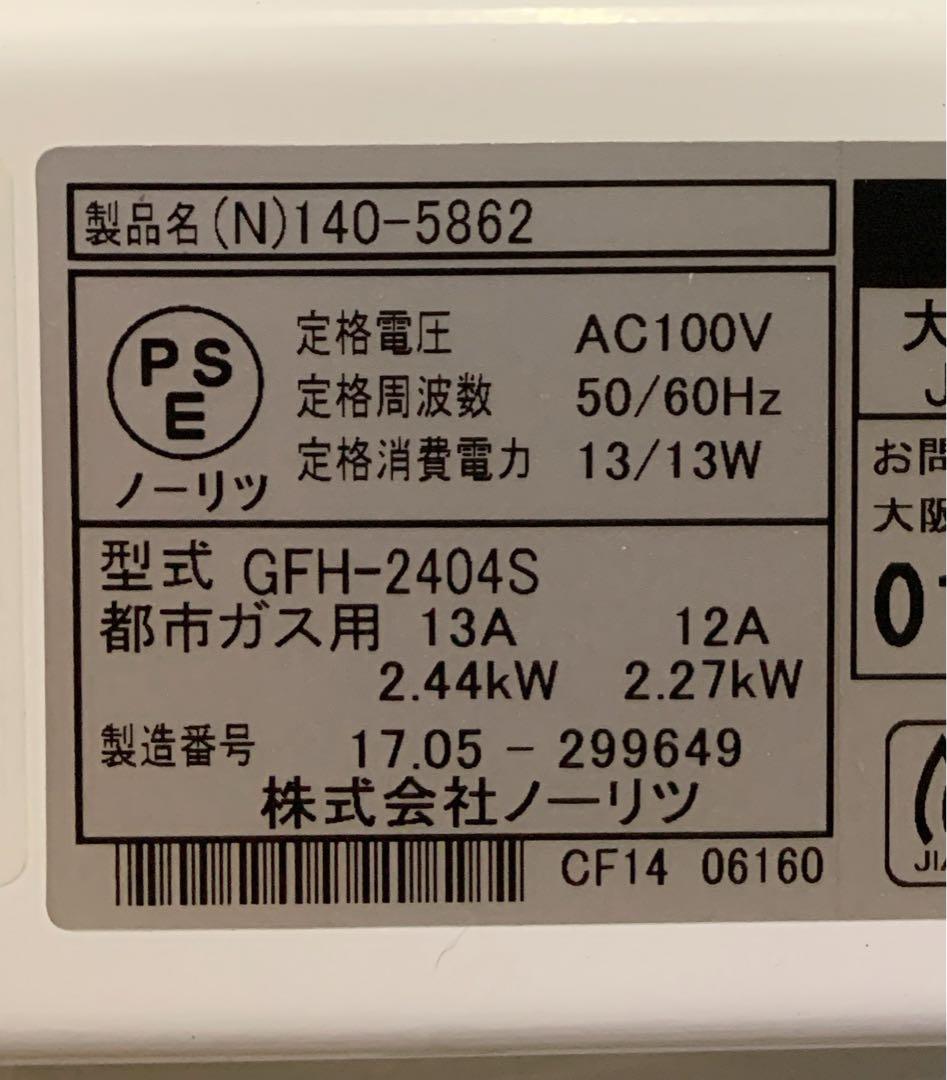 製品名(N)140-5862
PS
E
ノーリツ
定格電圧 AC100V
定格周波数 50/60Hz
定格消費電力 13/13W
型式 GFH-2404S
都市ガス用 13A 12A
2.44kW 2.27kW
製造番号 17.05-299649
株式会社ノーリツ
CF14 06160
大
J
お問
大阪
0
JIA